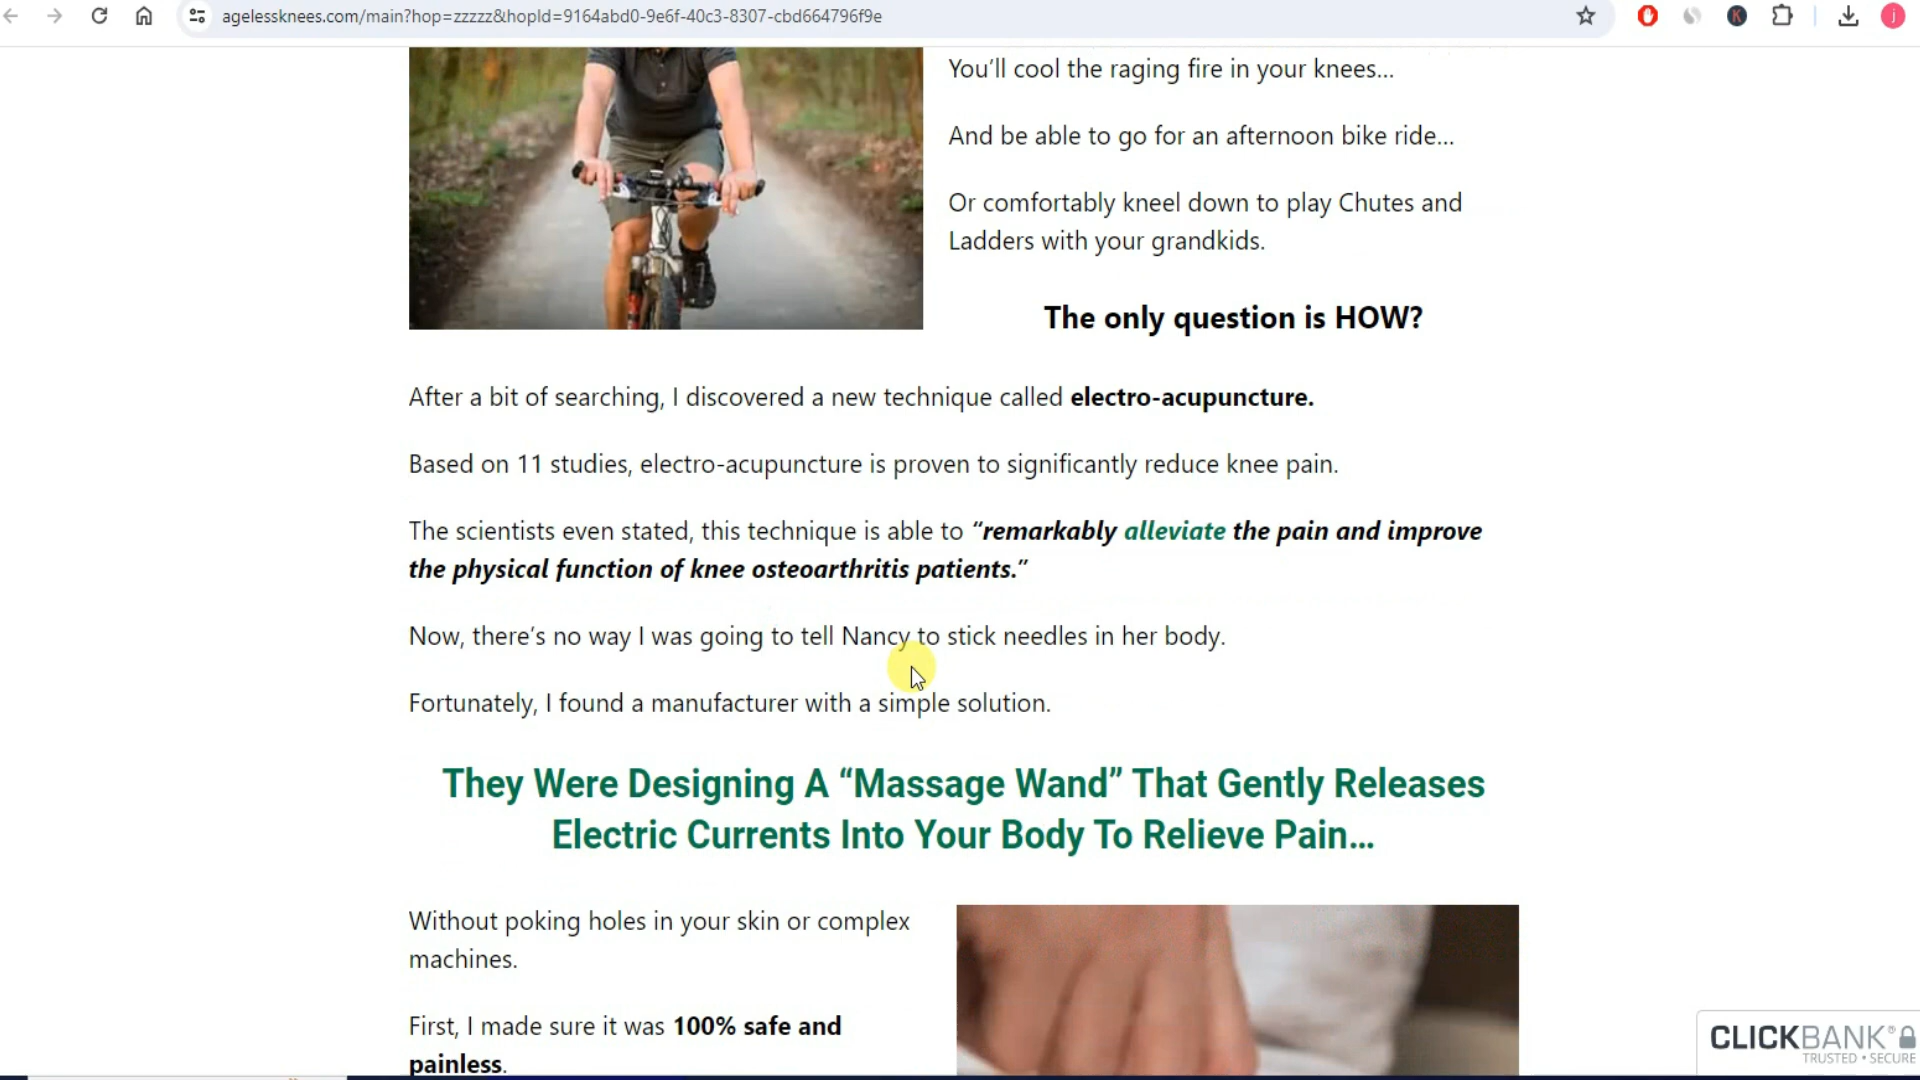 agelessknees.com/main?hop=zzzzz&hopId=9164abd0-9e6f-40c3-8307-cbd664796f9e
K
j
You’ll cool the raging fire in your knees...
And be able to go for an afternoon bike ride...
Or comfortably kneel down to play Chutes and
Ladders with your grandkids.
The only question is HOW?
After a bit of searching, I discovered a new technique called electro-acupuncture.
Based on 11 studies, electro-acupuncture is proven to significantly reduce knee pain.
The scientists even stated, this technique is able to “remarkably alleviate the pain and improve
the physical function of knee osteoarthritis patients.”
Now, there’s no way I was going to tell Nancy to stick needles in her body.
Fortunately, I found a manufacturer with a simple solution.
They Were Designing A “Massage Wand” That Gently Releases
Electric Currents Into Your Body To Relieve Pain...
Without poking holes in your skin or complex
machines.
First, I made sure it was 100% safe and
painless.
CLICKBANK®
TRUSTED • SECURE